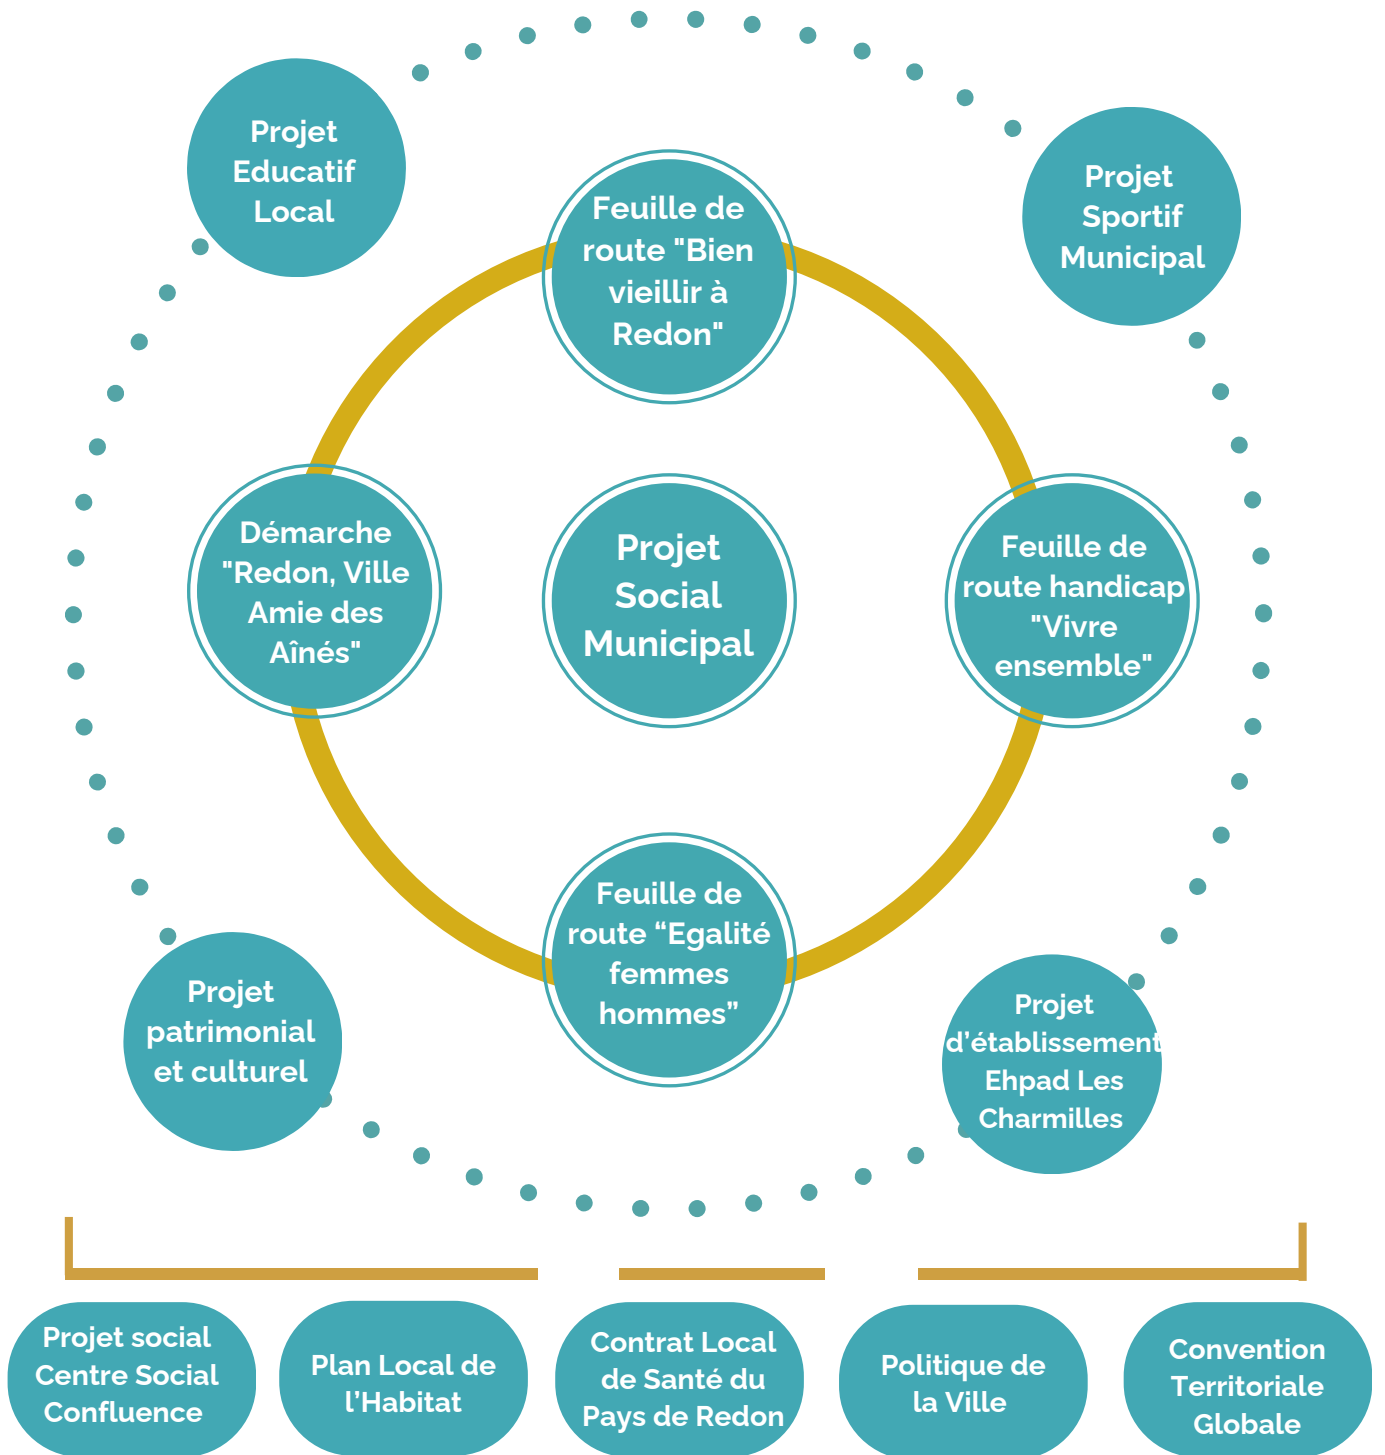 Projet
Educatif
Local
Projet
Sportif
Municipal
Feuille de
route "Bien
vieillir à
Redon"
Démarche
"Redon, Ville
Amie des
Aînés"
Projet
Social
Municipal
Feuille de
route handicap
"Vivre
ensemble"
Feuille de
route “Egalité
femmes
hommes”
Projet
patrimonial
et culturel
Projet
d’établissement
Ehpad Les
Charmilles
Projet social
Centre Social
Confluence
Plan Local de
l’Habitat
Contrat Local
de Santé du
Pays de Redon
Politique de
la Ville
Convention
Territoriale
Globale